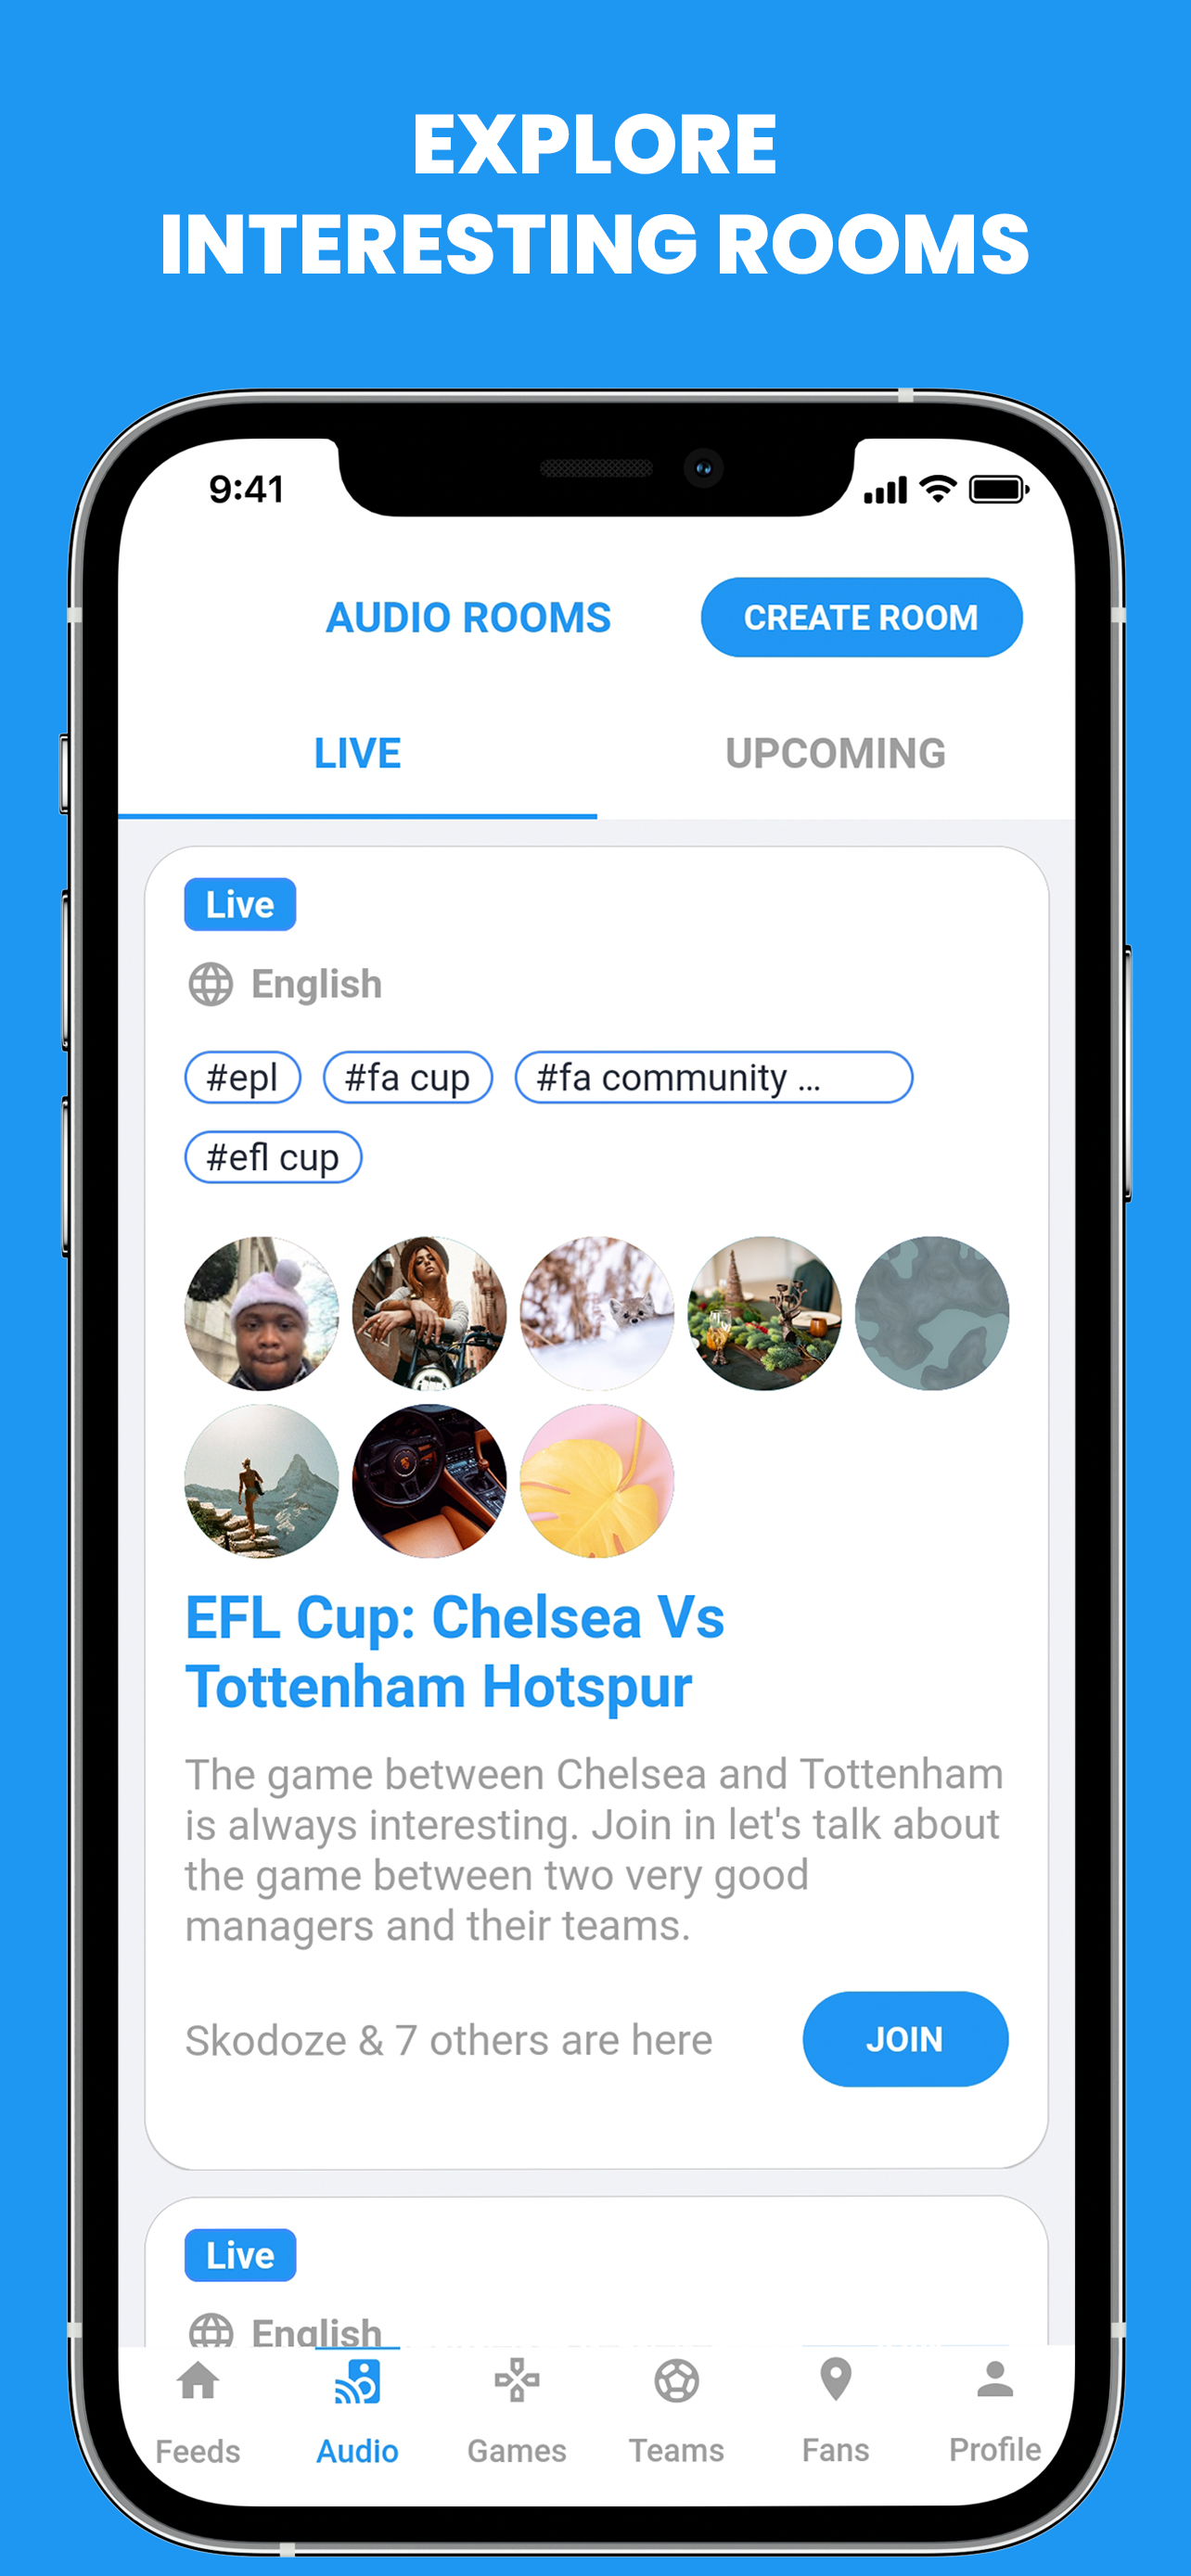 EXPLORE
INTERESTING ROOMS
9:41
AUDIO ROOMS
CREATE ROOM
LIVE
UPCOMING
Live
English
#epl
#fa cup
#fa community ...
#efl cup
EFL Cup: Chelsea Vs
Tottenham Hotspur
The game between Chelsea and Tottenham
is always interesting. Join in let's talk about
the game between two very good
managers and their teams.
Skodoze & 7 others are here
JOIN
Live
English
Feeds
Audio
Games
Teams
Fans
Profile